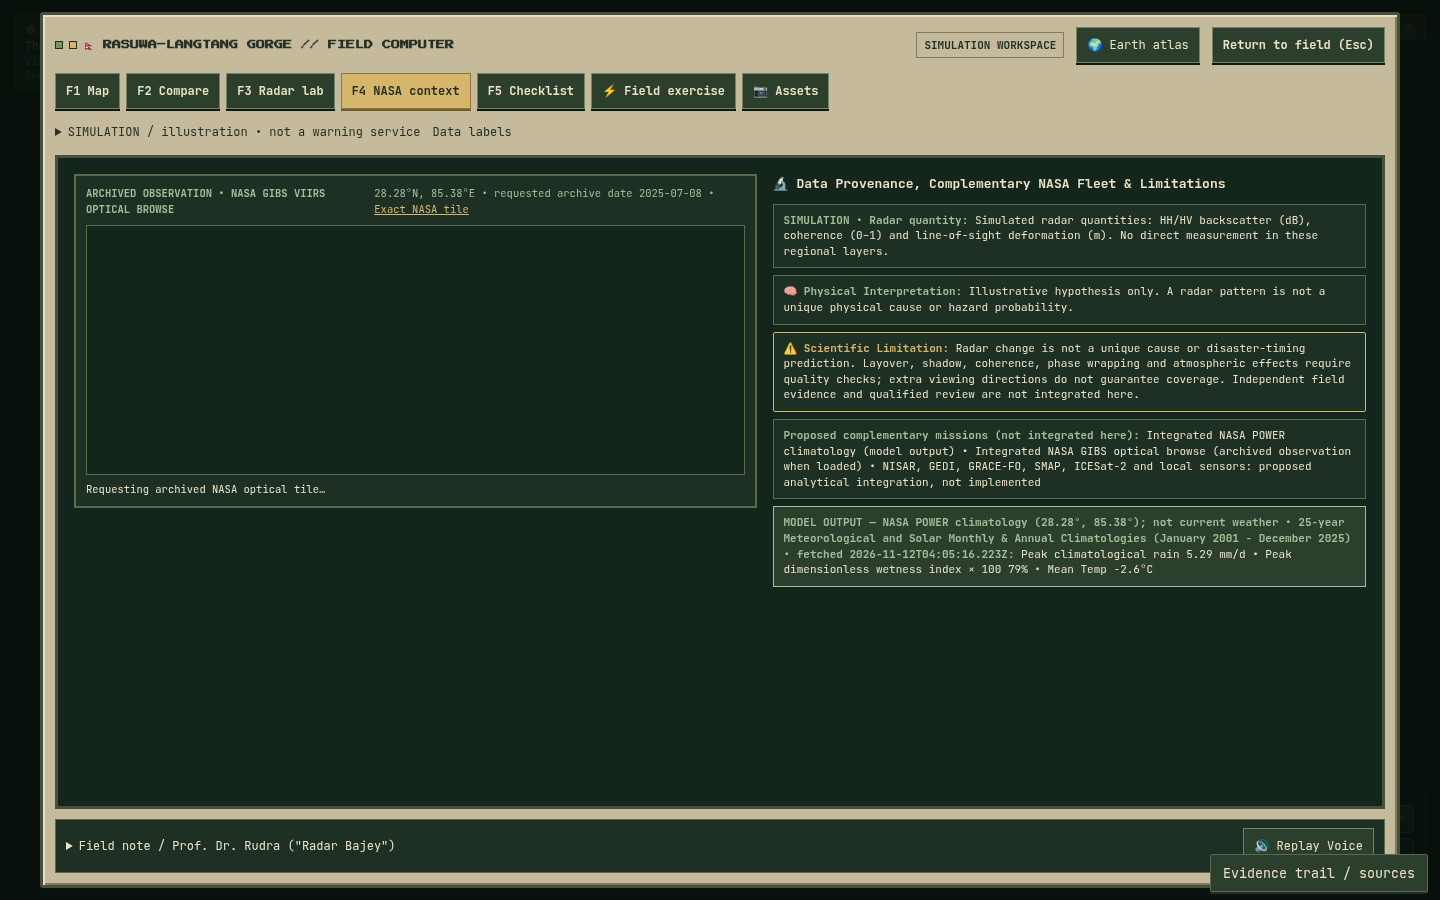 RASUWA-LANGTANG GORGE // FIELD COMPUTER
SIMULATION WORKSPACE
🌍 Earth atlas
Return to field (Esc)
F1 Map
F2 Compare
F3 Radar lab
F4 NASA context
F5 Checklist
⚡ Field exercise
📷 Assets
▶ SIMULATION / illustration • not a warning service Data labels
ARCHIVED OBSERVATION • NASA GIBS VIIRS
OPTICAL BROWSE
28.28°N, 85.38°E • requested archive date 2025-07-08 •
Exact NASA tile
Requesting archived NASA optical tile…
🔬 Data Provenance, Complementary NASA Fleet & Limitations
SIMULATION • Radar quantity: Simulated radar quantities: HH/HV backscatter (dB),
coherence (0–1) and line-of-sight deformation (m). No direct measurement in these
regional layers.
🧠 Physical Interpretation: Illustrative hypothesis only. A radar pattern is not a
unique physical cause or hazard probability.
⚠️ Scientific Limitation: Radar change is not a unique cause or disaster-timing
prediction. Layover, shadow, coherence, phase wrapping and atmospheric effects require
quality checks; extra viewing directions do not guarantee coverage. Independent field
evidence and qualified review are not integrated here.
Proposed complementary missions (not integrated here): Integrated NASA POWER
climatology (model output) • Integrated NASA GIBS optical browse (archived observation
when loaded) • NISAR, GEDI, GRACE-FO, SMAP, ICESat-2 and local sensors: proposed
analytical integration, not implemented
MODEL OUTPUT — NASA POWER climatology (28.28°, 85.38°); not current weather • 25-year
Meteorological and Solar Monthly & Annual Climatologies (January 2001 - December 2025)
• fetched 2026-11-12T04:05:16.223Z: Peak climatological rain 5.29 mm/d • Peak
dimensionless wetness index × 100 79% • Mean Temp -2.6°C
▶ Field note / Prof. Dr. Rudra ("Radar Bajey")
🔊 Replay Voice
Evidence trail / sources